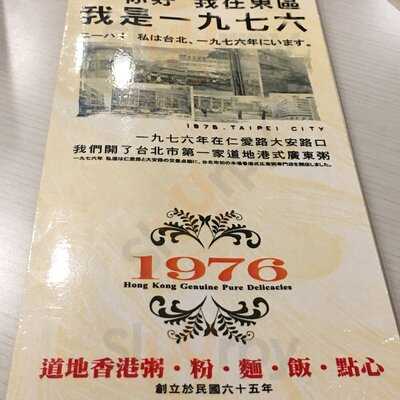 你好 我在東區
我是一九七六
私は台北、一九七六年にいます。
1976. TAIPEI CITY
一九七六年在仁愛路大安路口
我們開了台北市第一家道地港式廣東粥
1976
Hong Kong Genuine Pure Delicacies
道地香港粥・粉・麵・飯・點心
創立於民國六十五年